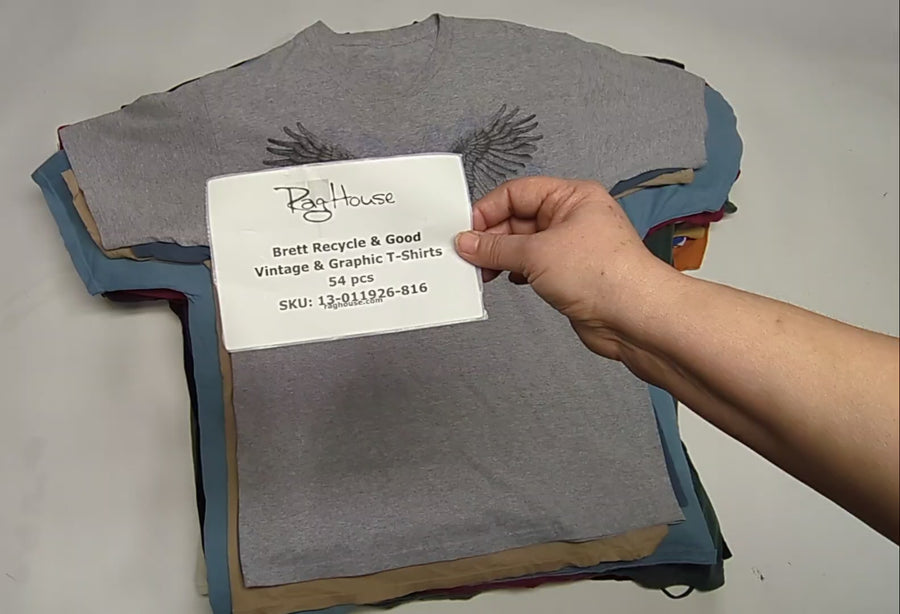 RagHouse
Brett Recycle & Good
Vintage & Graphic T-Shirts
54 pcs
SKU: 13-011926-816
raghouse.com